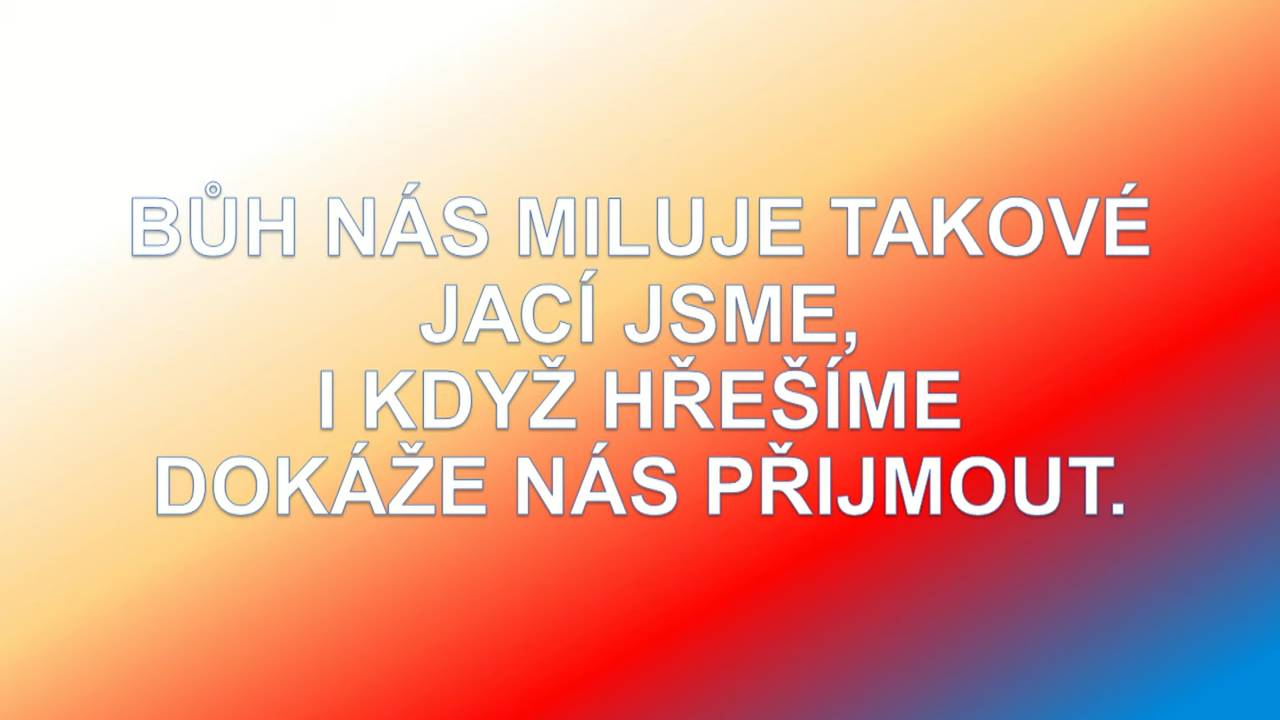 BŮH NÁS MILUJE TAKOVÉ
JACÍ JSME,
I KDYŽ HŘEŠÍME
DOKÁŽE NÁS PŘIJMOUT.